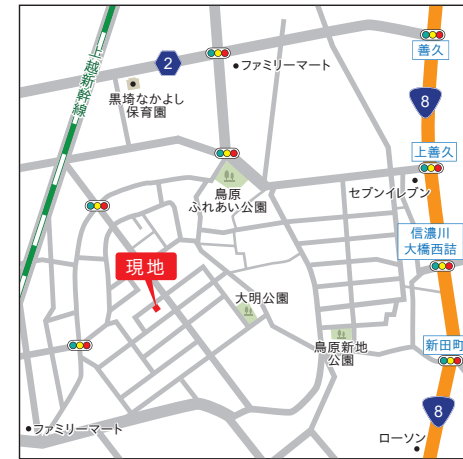 善久
2
ファミリーマート
上越新幹線
黒埼なかよし
保育園
8
上善久
セブンイレブン
鳥原
ふれあい公園
信濃川
大橋西詰
現地
大明公園
鳥原新地
公園
新田町
8
ファミリーマート
ローソン